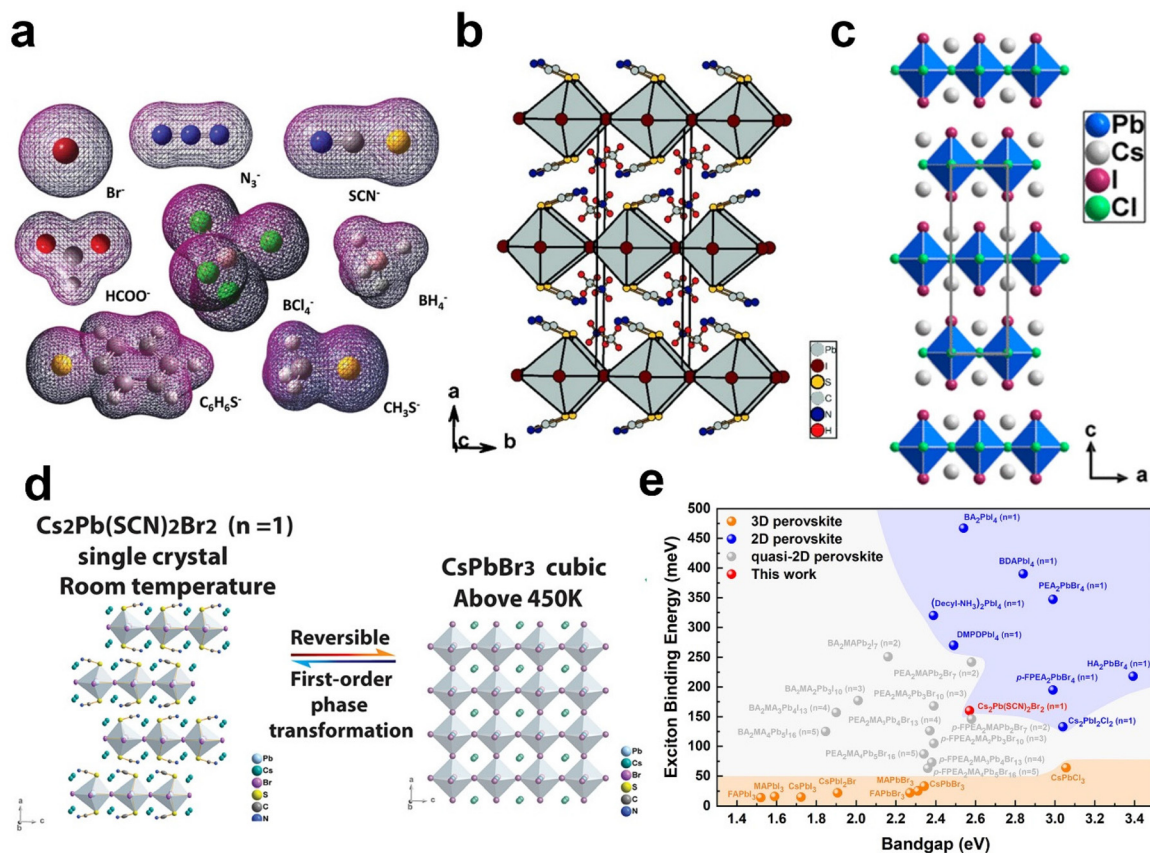 a
Br⁻
N₃⁻
SCN⁻
HCOO⁻
BCl₄⁻
BH₄⁻
C₆H₆S⁻
CH₃S⁻
b
a
c
b
Pb
I
S
C
N
H
c
Pb
Cs
I
Cl
c
a
d
Cs₂Pb(SCN)₂Br₂ (n =1)
single crystal
Room temperature
Reversible
First-order
phase
transformation
CsPbBr₃ cubic
Above 450K
Pb
Cs
Br
S
C
N
a
b
c
Pb
Cs
Br
S
C
N
a
b
c
e
Exciton Binding Energy (meV)
500
450
400
350
300
250
200
150
100
50
0
3D perovskite
2D perovskite
quasi-2D perovskite
This work
BA₂PbI₄ (n=1)
BDAPbI₄ (n=1)
PEA₂PbBr₄ (n=1)
(Decyl-NH₃)₂PbI₄ (n=1)
DMPDPbI₄ (n=1)
BA₂MAPb₂I₇ (n=2)
PEA₂MAPb₂Br₇ (n=2)
HA₂PbBr₄ (n=1)
p-FPEA₂PbBr₄ (n=1)
BA₂MA₂Pb₃I₁₀ (n=3)
PEA₂MA₂Pb₃Br₁₀ (n=3)
Cs₂Pb(SCN)₂Br₂ (n=1)
BA₂MA₃Pb₄I₁₃ (n=4)
PEA₂MA₃Pb₄Br₁₃ (n=4)
p-FPEA₂MAPb₂Br₇ (n=2)
Cs₂PbI₂Cl₂ (n=1)
BA₂MA₄Pb₅I₁₆ (n=5)
p-FPEA₂MA₂Pb₃Br₁₀ (n=3)
PEA₂MA₄Pb₅Br₁₆ (n=5)
p-FPEA₂MA₃Pb₄Br₁₃ (n=4)
p-FPEA₂MA₄Pb₅Br₁₆ (n=5)
CsPbCl₃
FAPbI₃
MAPbI₃
CsPbI₃
CsPbI₂Br
MAPbBr₃
FAPbBr₃
CsPbBr₃
1.4 1.6 1.8 2.0 2.2 2.4 2.6 2.8 3.0 3.2 3.4
Bandgap (eV)